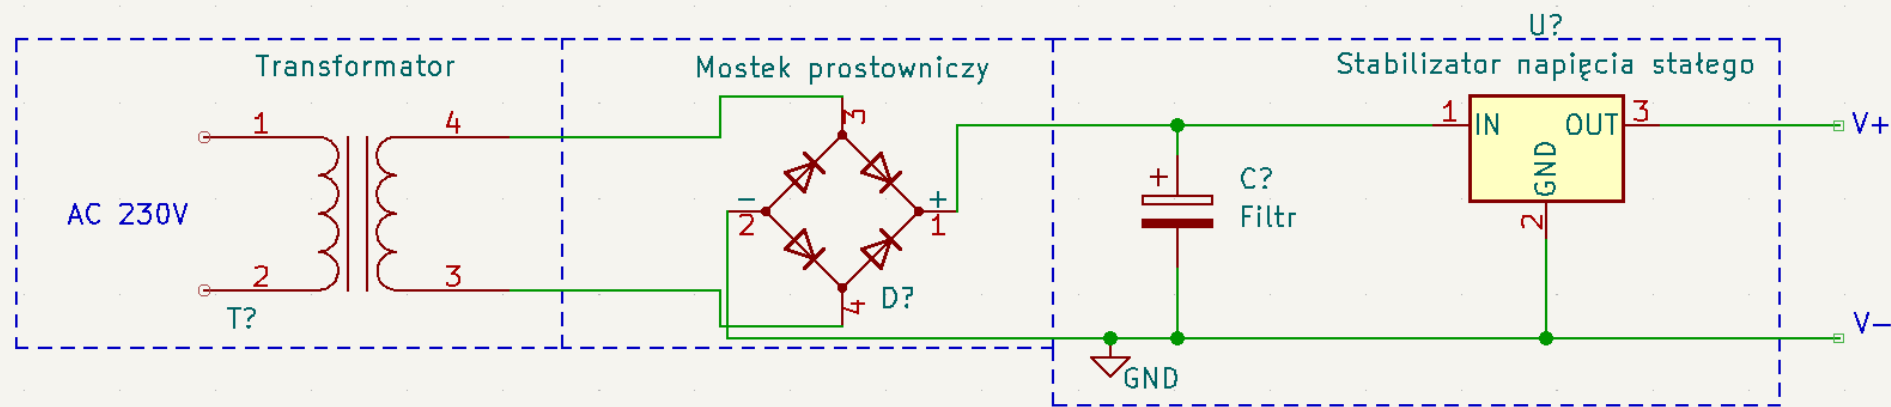 U?
Transformator
Mostek prostowniczy
Stabilizator napięcia stałego
1
4
3
1
IN
OUT
3
V+
GND
AC 230V
-
2
+
1
+
C?
Filtr
2
2
3
T?
4
D?
GND
V-